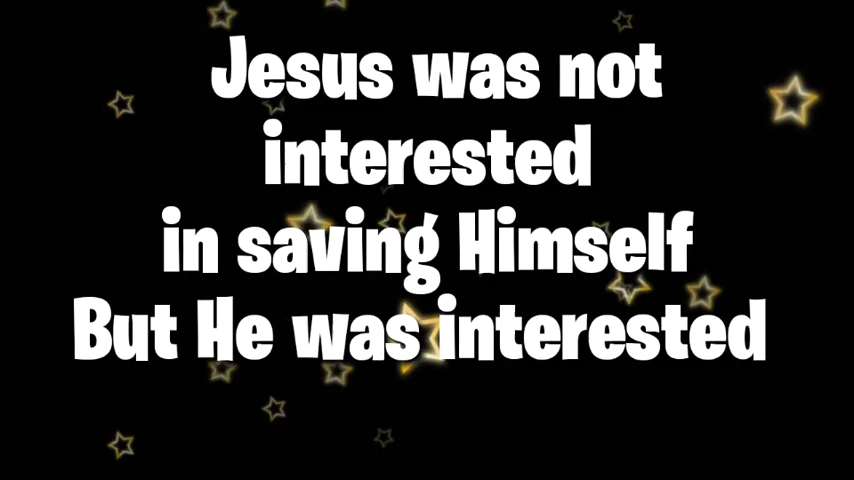 Jesus was not
interested
in saving Himself
But He was interested